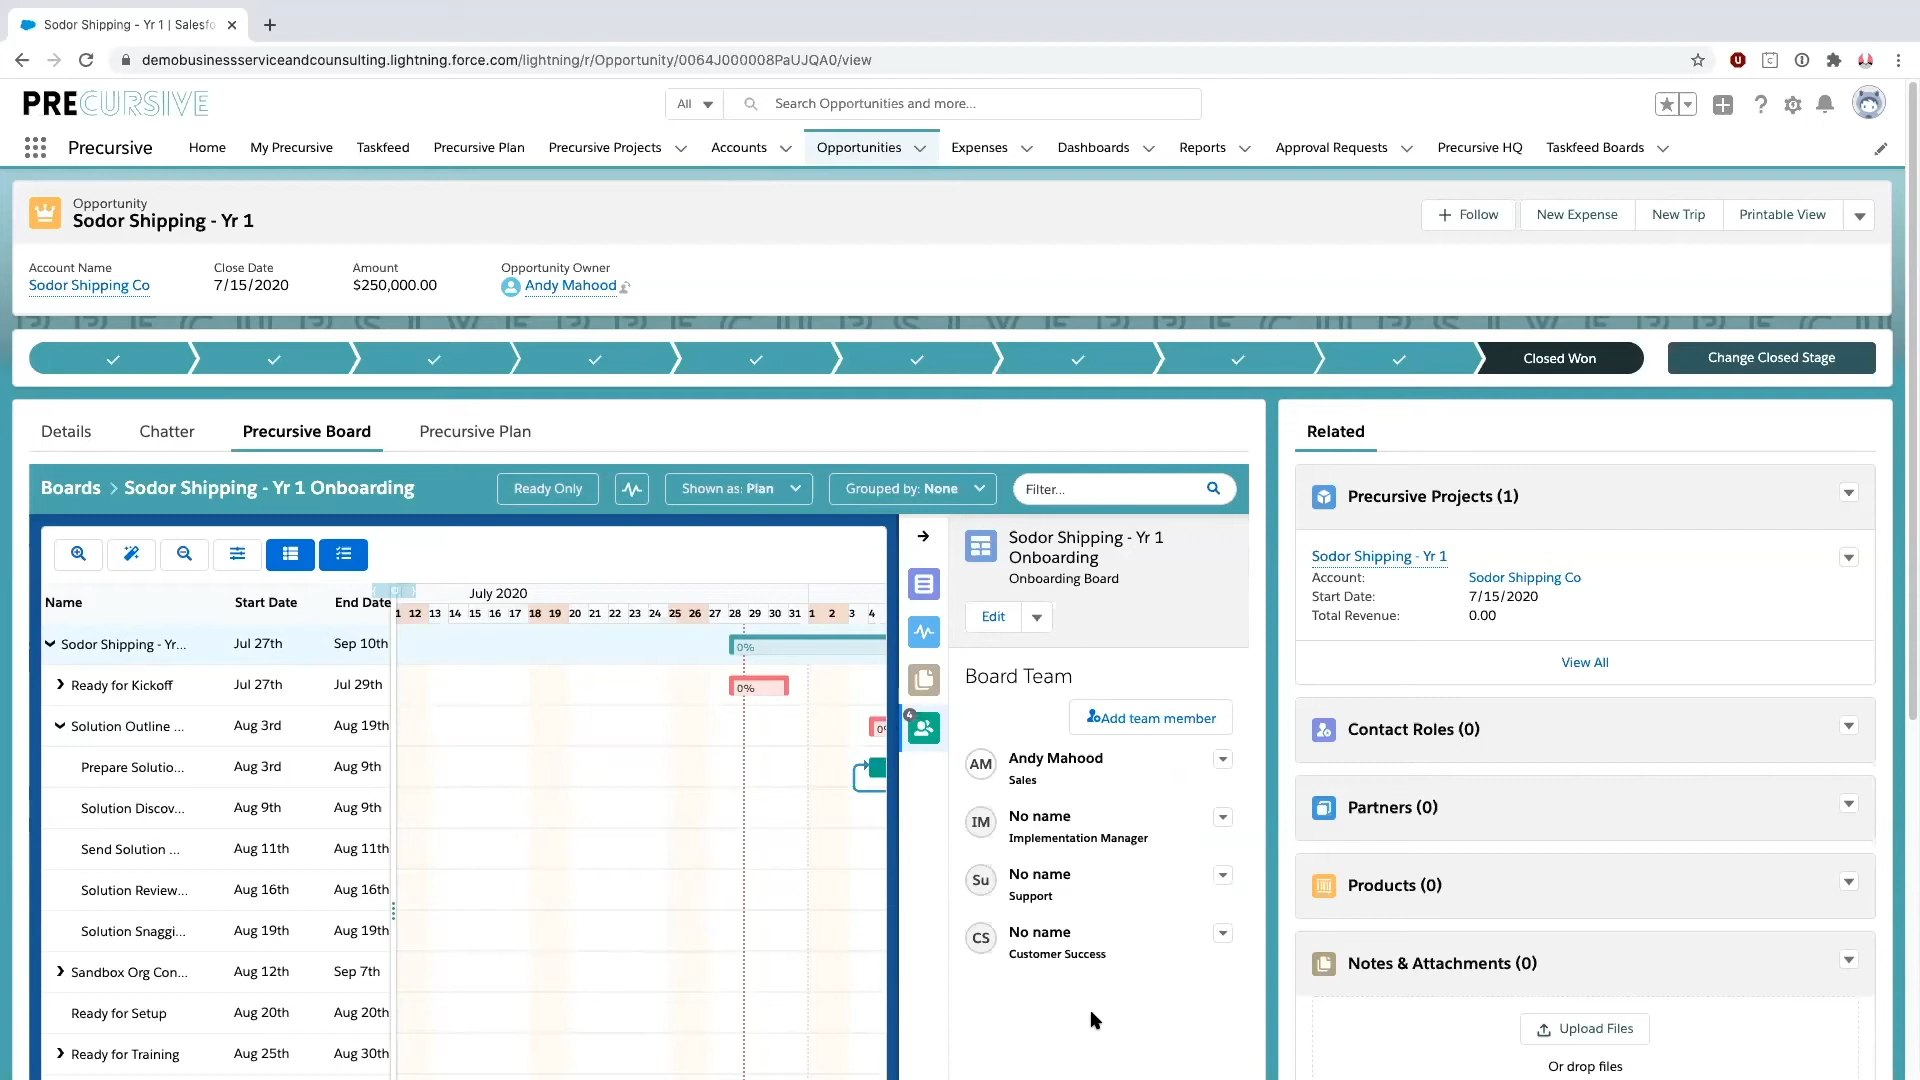 Sodor Shipping - Yr 1 | Salesfo
demobusinessserviceandcounsulting.lightning.force.com/lightning/r/Opportunity/0064J000008PaUJQA0/view
PRECURSIVE
All
Search Opportunities and more...
Precursive
Home
My Precursive
Taskfeed
Precursive Plan
Precursive Projects
Accounts
Opportunities
Expenses
Dashboards
Reports
Approval Requests
Precursive HQ
Taskfeed Boards
Opportunity
Sodor Shipping - Yr 1
Follow
New Expense
New Trip
Printable View
Account Name
Sodor Shipping Co
Close Date
7/15/2020
Amount
$250,000.00
Opportunity Owner
Andy Mahood
Closed Won
Change Closed Stage
Details
Chatter
Precursive Board
Precursive Plan
Boards > Sodor Shipping - Yr 1 Onboarding
Ready Only
Shown as: Plan
Grouped by: None
Filter...
Name
Start Date
End Date
July 2020
1 12 13 14 15 16 17 18 19 20 21 22 23 24 25 26 27 28 29 30 31 1 2 3 4
Sodor Shipping - Yr... Jul 27th Sep 10th 0%
Ready for Kickoff Jul 27th Jul 29th 0%
Solution Outline ... Aug 3rd Aug 19th
Prepare Solutio... Aug 3rd Aug 9th
Solution Discov... Aug 9th Aug 9th
Send Solution ... Aug 11th Aug 11th
Solution Review... Aug 16th Aug 16th
Solution Snaggi... Aug 19th Aug 19th
Sandbox Org Con... Aug 12th Sep 7th
Ready for Setup Aug 20th Aug 20th
Ready for Training Aug 25th Aug 30th
4
Sodor Shipping - Yr 1
Onboarding
Onboarding Board
Edit
Board Team
Add team member
AM
Andy Mahood
Sales
IM
No name
Implementation Manager
Su
No name
Support
CS
No name
Customer Success
Related
Precursive Projects (1)
Sodor Shipping - Yr 1
Account: Sodor Shipping Co
Start Date: 7/15/2020
Total Revenue: 0.00
View All
Contact Roles (0)
Partners (0)
Products (0)
Notes & Attachments (0)
Upload Files
Or drop files